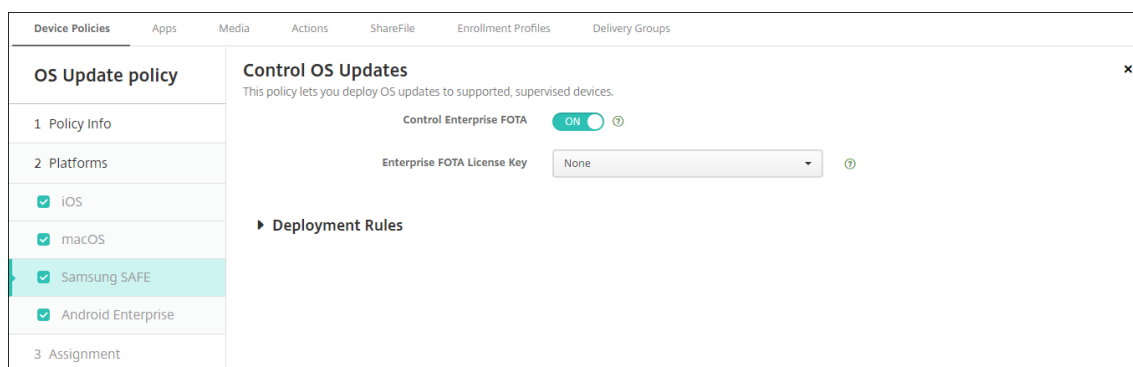 Device Policies Apps Media Actions ShareFile Enrollment Profiles Delivery Groups
OS Update policy
1 Policy Info
2 Platforms
iOS
macOS
Samsung SAFE
Android Enterprise
3 Assignment
Control OS Updates
This policy lets you deploy OS updates to supported, supervised devices.
Control Enterprise FOTA ON
Enterprise FOTA License Key None
Deployment Rules